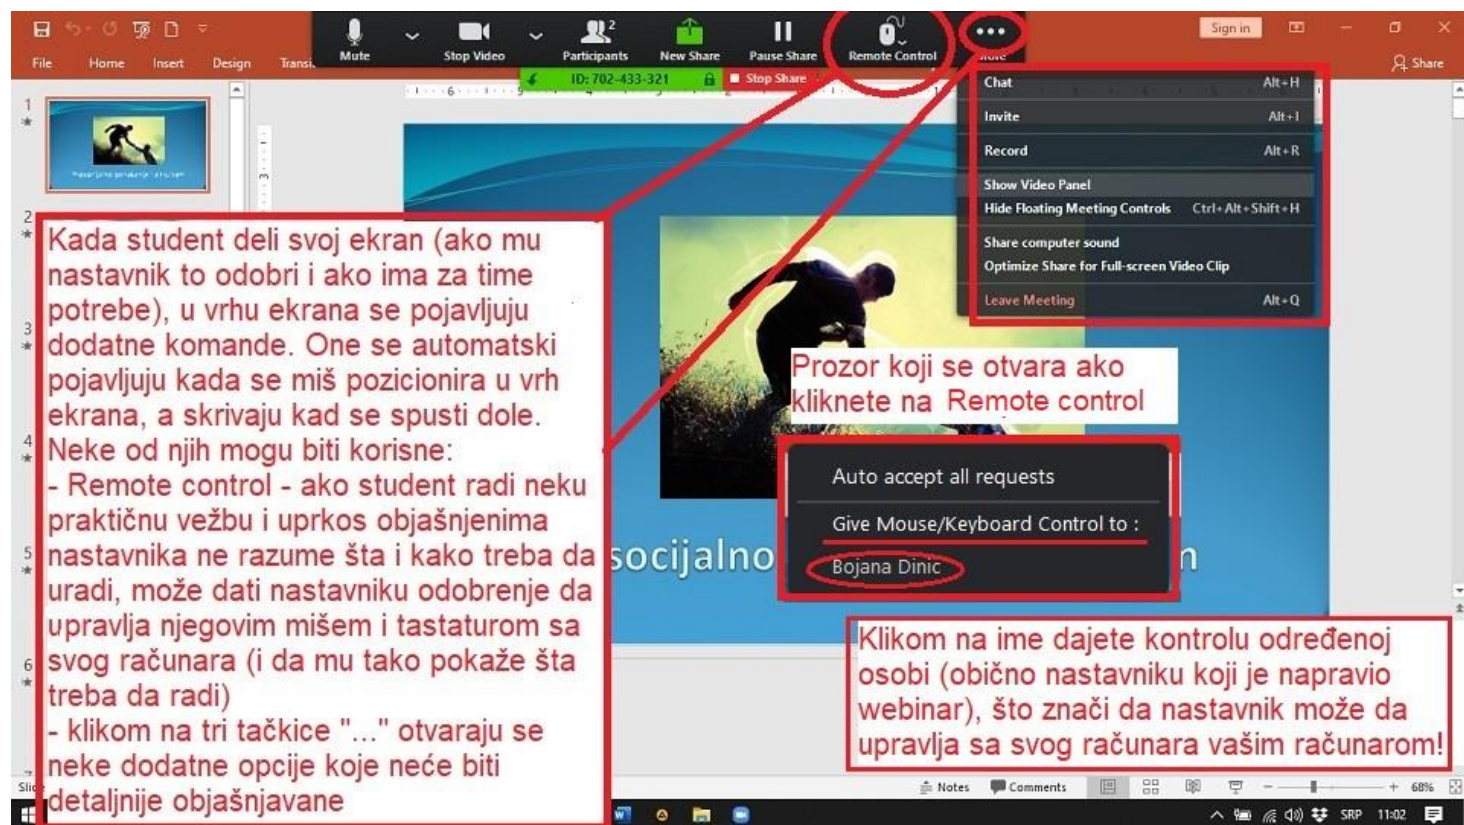 Sign in
Mute
Stop Video
Participants
2
New Share
Pause Share
Remote Control
File
Home
Insert
Design
Share
ID: 702-433-321
Stop Share
Chat Alt+H
Invite Alt+I
Record Alt+R
Show Video Panel
Hide Floating Meeting Controls Ctrl+Alt+Shift+H
Share computer sound
Optimize Share for Full-screen Video Clip
Leave Meeting Alt+Q
1
2
3
4
5
6
Kada student deli svoj ekran (ako mu
nastavnik to odobri i ako ima za time
potrebe), u vrhu ekrana se pojavljuju
dodatne komande. One se automatski
pojavljuju kada se miš pozicionira u vrh
ekrana, a skrivaju kad se spusti dole.
Neke od njih mogu biti korisne:
- Remote control - ako student radi neku
praktičnu vežbu i uprkos objašnjenima
nastavnika ne razume šta i kako treba da
uradi, može dati nastavniku odobrenje da
upravlja njegovim mišem i tastaturom sa
svog računara (i da mu tako pokaže šta
treba da radi)
- klikom na tri tačkice "..." otvaraju se
neke dodatne opcije koje neće biti
detaljnije objašnjavane
Prozor koji se otvara ako
kliknete na Remote control
Auto accept all requests
Give Mouse/Keyboard Control to :
Bojana Dinic
socijalno
Klikom na ime dajete kontrolu određenoj
osobi (obično nastavniku koji je napravio
webinar), što znači da nastavnik može da
upravlja sa svog računara vašim računarom!
Notes
Comments
68%
SRP
11:02